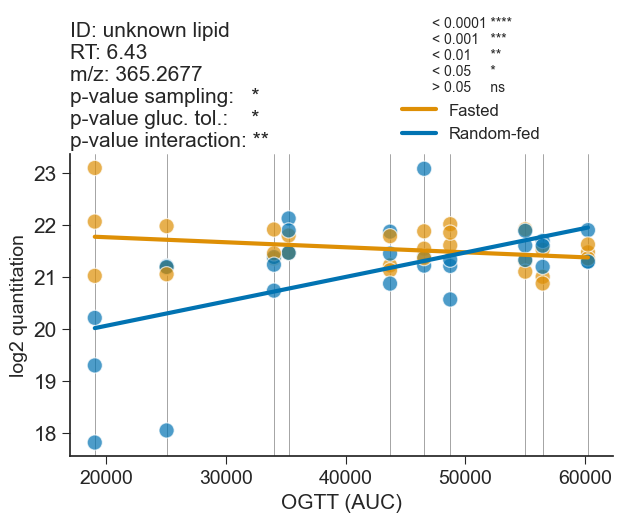 ID: unknown lipid
RT: 6.43
m/z: 365.2677
p-value sampling: *
p-value gluc. tol.: *
p-value interaction: **
< 0.0001 ****
< 0.001 ***
< 0.01 **
< 0.05 *
> 0.05 ns
Fasted
Random-fed
log2 quantitation
23
22
21
20
19
18
20000 30000 40000 50000 60000
OGTT (AUC)